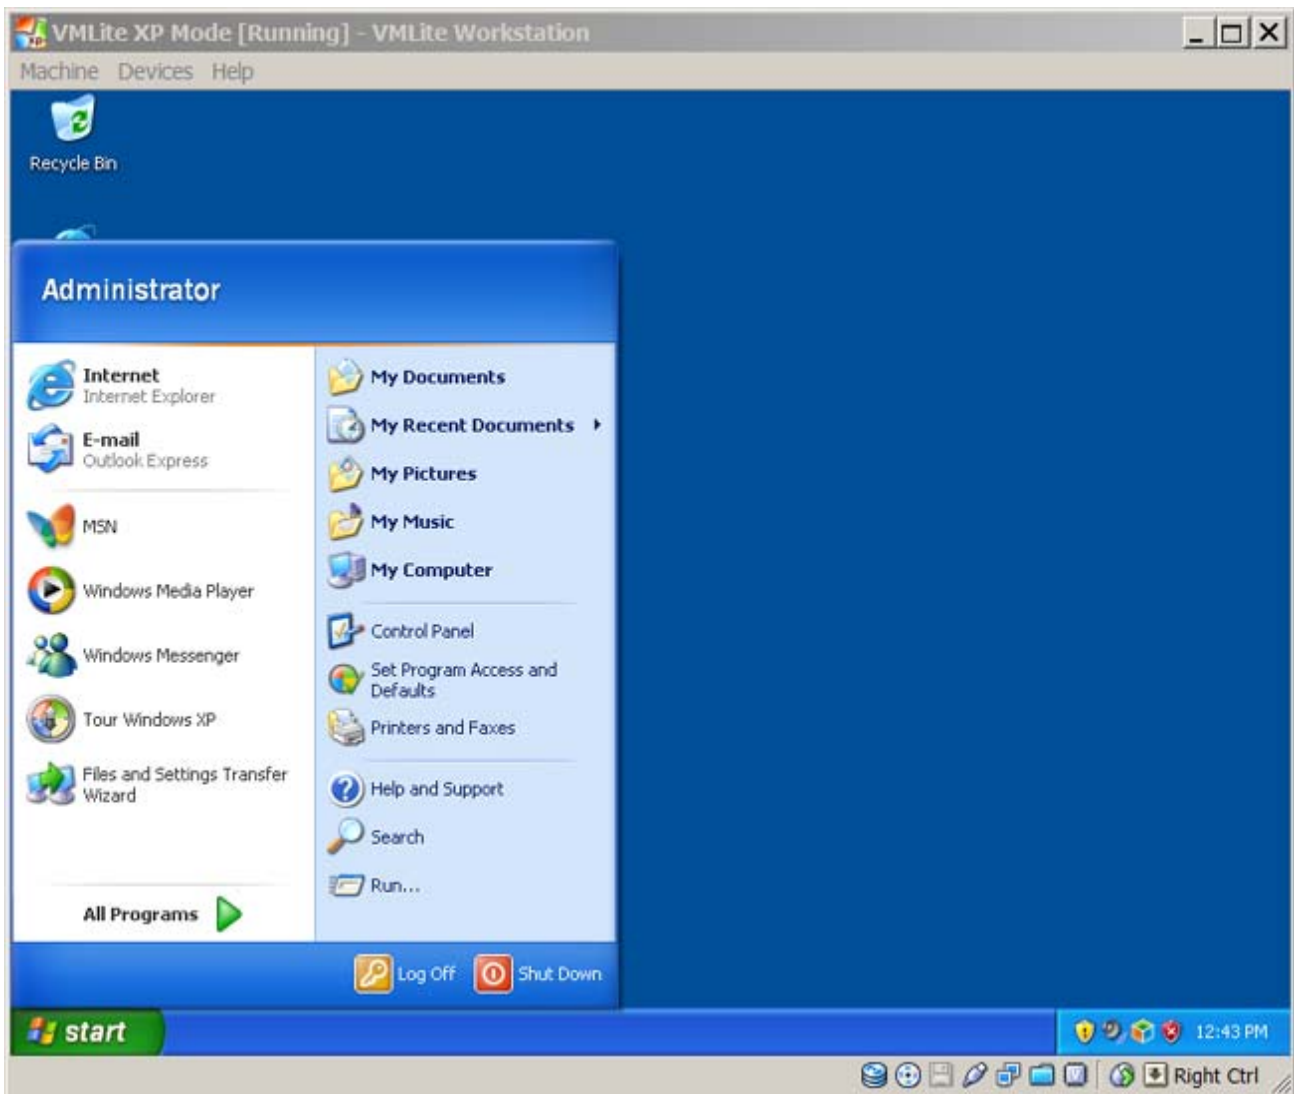 VMLite XP Mode [Running] - VMLite Workstation
Machine Devices Help
Recycle Bin
Administrator
Internet
Internet Explorer
E-mail
Outlook Express
MSN
Windows Media Player
Windows Messenger
Tour Windows XP
Files and Settings Transfer
Wizard
All Programs
My Documents
My Recent Documents
My Pictures
My Music
My Computer
Control Panel
Set Program Access and
Defaults
Printers and Faxes
Help and Support
Search
Run...
Log Off Shut Down
start 12:43 PM
Right Ctrl